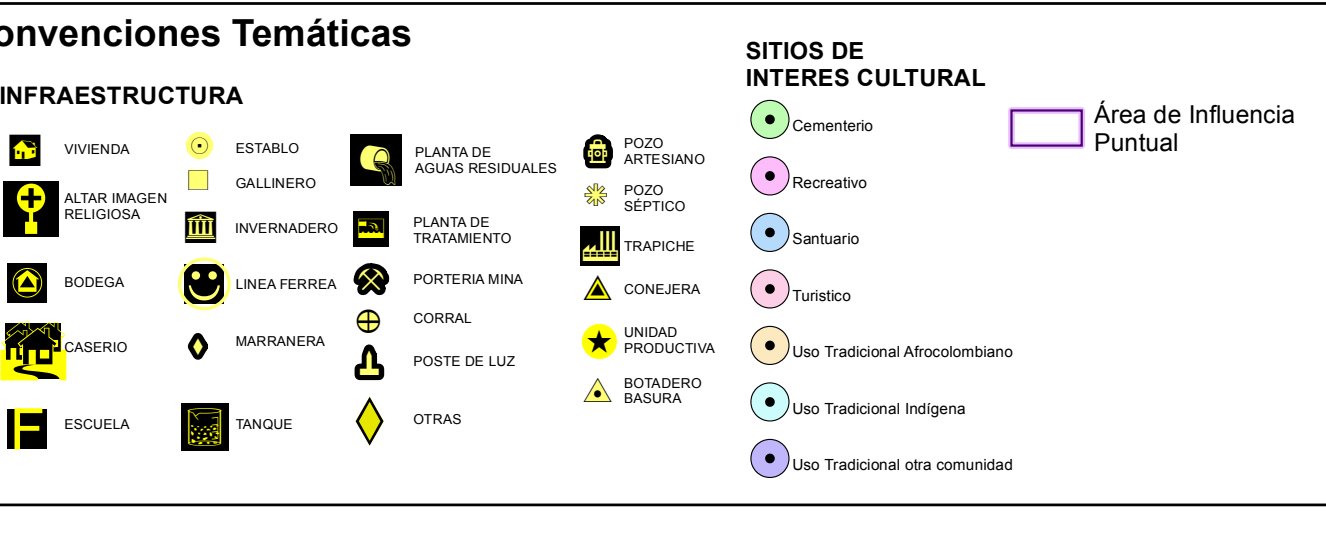 onvenciones Temáticas
INFRAESTRUCTURA
VIVIENDA
ALTAR IMAGEN
RELIGIOSA
BODEGA
CASERIO
ESCUELA
ESTABLO
GALLINERO
INVERNADERO
LINEA FERREA
MARRANERA
TANQUE
PLANTA DE
AGUAS RESIDUALES
PLANTA DE
TRATAMIENTO
PORTERIA MINA
CORRAL
POSTE DE LUZ
OTRAS
POZO
ARTESIANO
POZO
SÉPTICO
TRAPICHE
CONEJERA
UNIDAD
PRODUCTIVA
BOTADERO
BASURA
SITIOS DE
INTERES CULTURAL
Cementerio
Recreativo
Santuario
Turistico
Uso Tradicional Afrocolombiano
Uso Tradicional Indígena
Uso Tradicional otra comunidad
Área de Influencia
Puntual